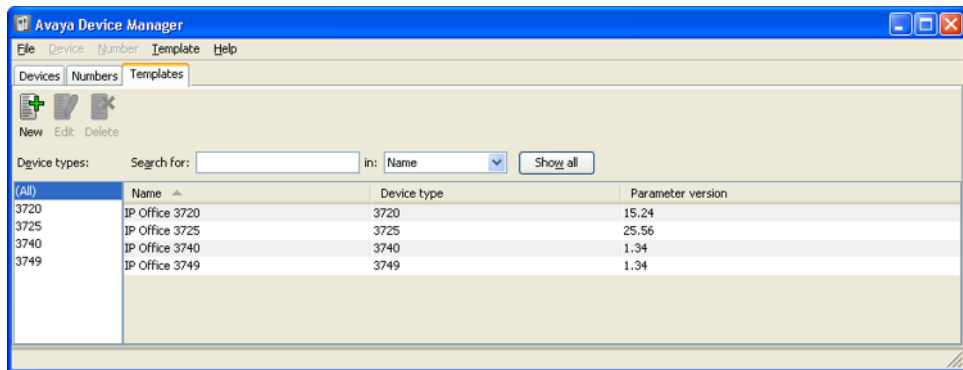 Avaya Device Manager
File Device Number Template Help
Devices Numbers Templates
New Edit Delete
Device types: Search for: in: Name Show all
(All)
3720
3725
3740
3749
Name Device type Parameter version
IP Office 3720 3720 15.24
IP Office 3725 3725 25.56
IP Office 3740 3740 1.34
IP Office 3749 3749 1.34